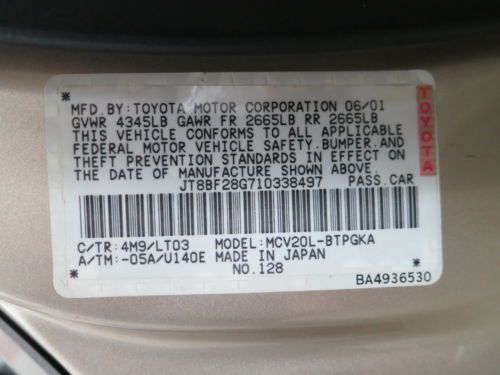 MFD. BY: TOYOTA MOTOR CORPORATION 06/01
GVWR 4345LB GAWR FR 2665LB RR 2665LB
THIS VEHICLE CONFORMS TO ALL APPLICABLE
FEDERAL MOTOR VEHICLE SAFETY, BUMPER, AND
THEFT PREVENTION STANDARDS IN EFFECT ON
THE DATE OF MANUFACTURE SHOWN ABOVE.
JT8BF28G710338497 PASS. CAR
C/TR: 4M9/LT03 MODEL: MCV20L-BTPGKA
A/TM: -05A/U140E MADE IN JAPAN
NO. 128
BA4936530
TOYOTA